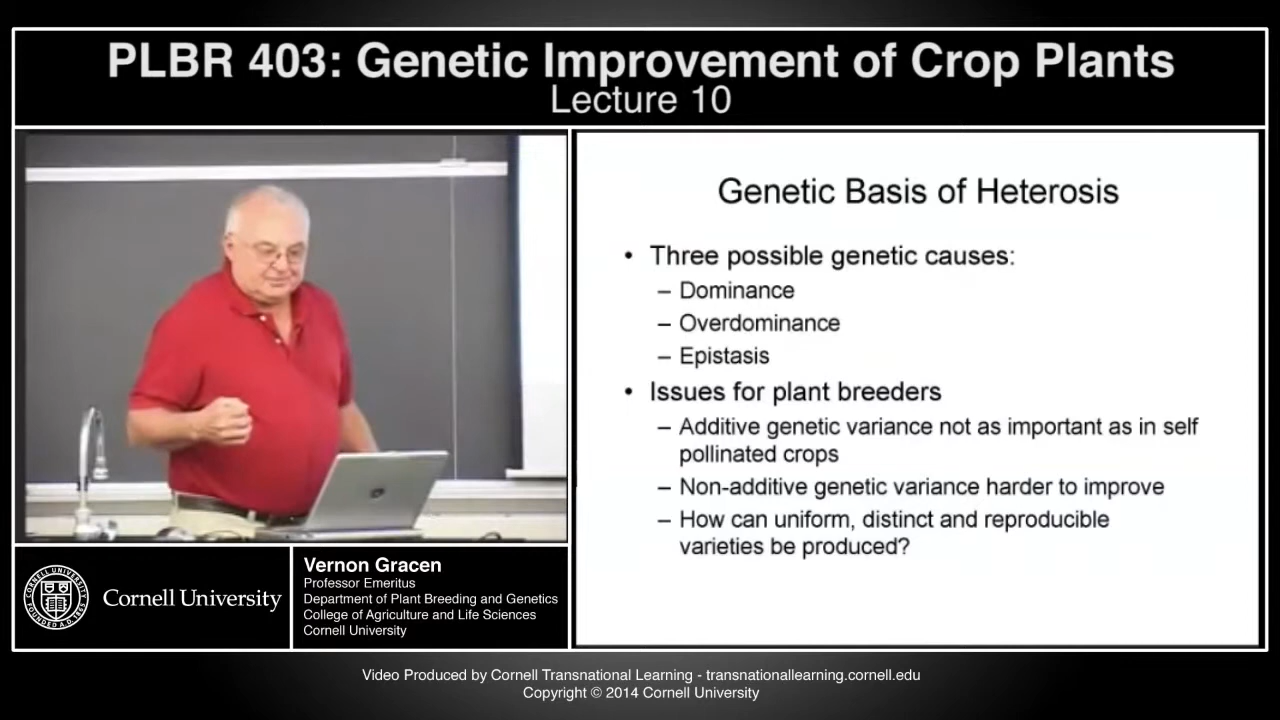 PLBR 403: Genetic Improvement of Crop Plants
Lecture 10
Genetic Basis of Heterosis
• Three possible genetic causes:
– Dominance
– Overdominance
– Epistasis
• Issues for plant breeders
– Additive genetic variance not as important as in self
pollinated crops
– Non-additive genetic variance harder to improve
– How can uniform, distinct and reproducible
varieties be produced?
Cornell University
Vernon Gracen
Professor Emeritus
Department of Plant Breeding and Genetics
College of Agriculture and Life Sciences
Cornell University
Video Produced by Cornell Transnational Learning - transnationallearning.cornell.edu
Copyright © 2014 Cornell University